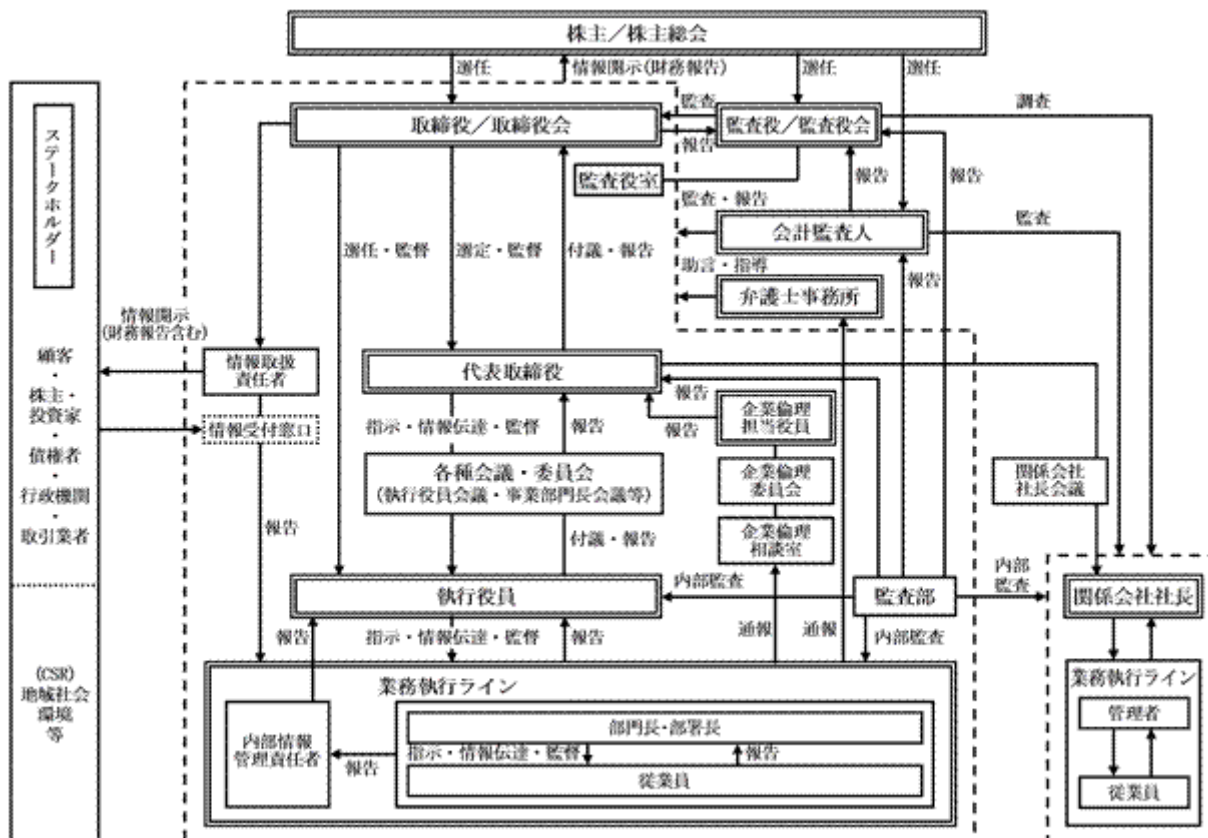 株主／株主総会
選任
情報開示(財務報告)
選任
選任
ステークホルダー
取締役／取締役会
監査
報告
監査役／監査役会
調査
監査役室
報告
報告
監査・報告
会計監査人
監査
選任・監督
選定・監督
付議・報告
助言・指導
弁護士事務所
報告
情報開示
(財務報告含む)
顧客
・
株主・
投資家
・
債権者
・
行政機関
・
取引業者
情報取扱
責任者
情報受付窓口
代表取締役
報告
報告
企業倫理
担当役員
指示・情報伝達・監督
報告
各種会議・委員会
(執行役員会議・事業部門長会議等)
企業倫理
委員会
関係会社
社長会議
報告
付議・報告
企業倫理
相談室
内部監査
執行役員
監査部
内部
監査
関係会社社長
報告
指示・情報伝達・監督
報告
通報
通報
内部監査
(CSR)
地域社会
環境
等
業務執行ライン
内部情報
管理責任者
報告
部門長・部署長
指示・情報伝達・監督
報告
従業員
業務執行ライン
管理者
従業員